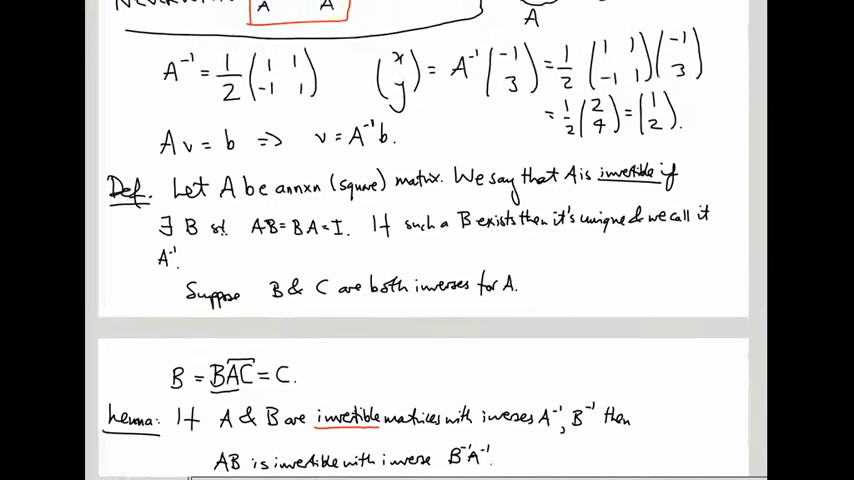 A A
A
A⁻¹ = 1/2 ( 1 1 ; -1 1 ) ( x ; y ) = A⁻¹ ( -1 ; 3 ) = 1/2 ( 1 1 ; -1 1 ) ( -1 ; 3 )
= 1/2 ( 2 ; 4 ) = ( 1 ; 2 ).
A v = b => v = A⁻¹ b.
Def. Let A be an n×n (square) matrix. We say that A is invertible if
∃ B st. AB = BA = I. If such a B exists then it's unique & we call it
A⁻¹.
Suppose B & C are both inverses for A.
B = BAC = C.
Lemma: If A & B are invertible matrices with inverses A⁻¹, B⁻¹ then
AB is invertible with inverse B⁻¹A⁻¹.